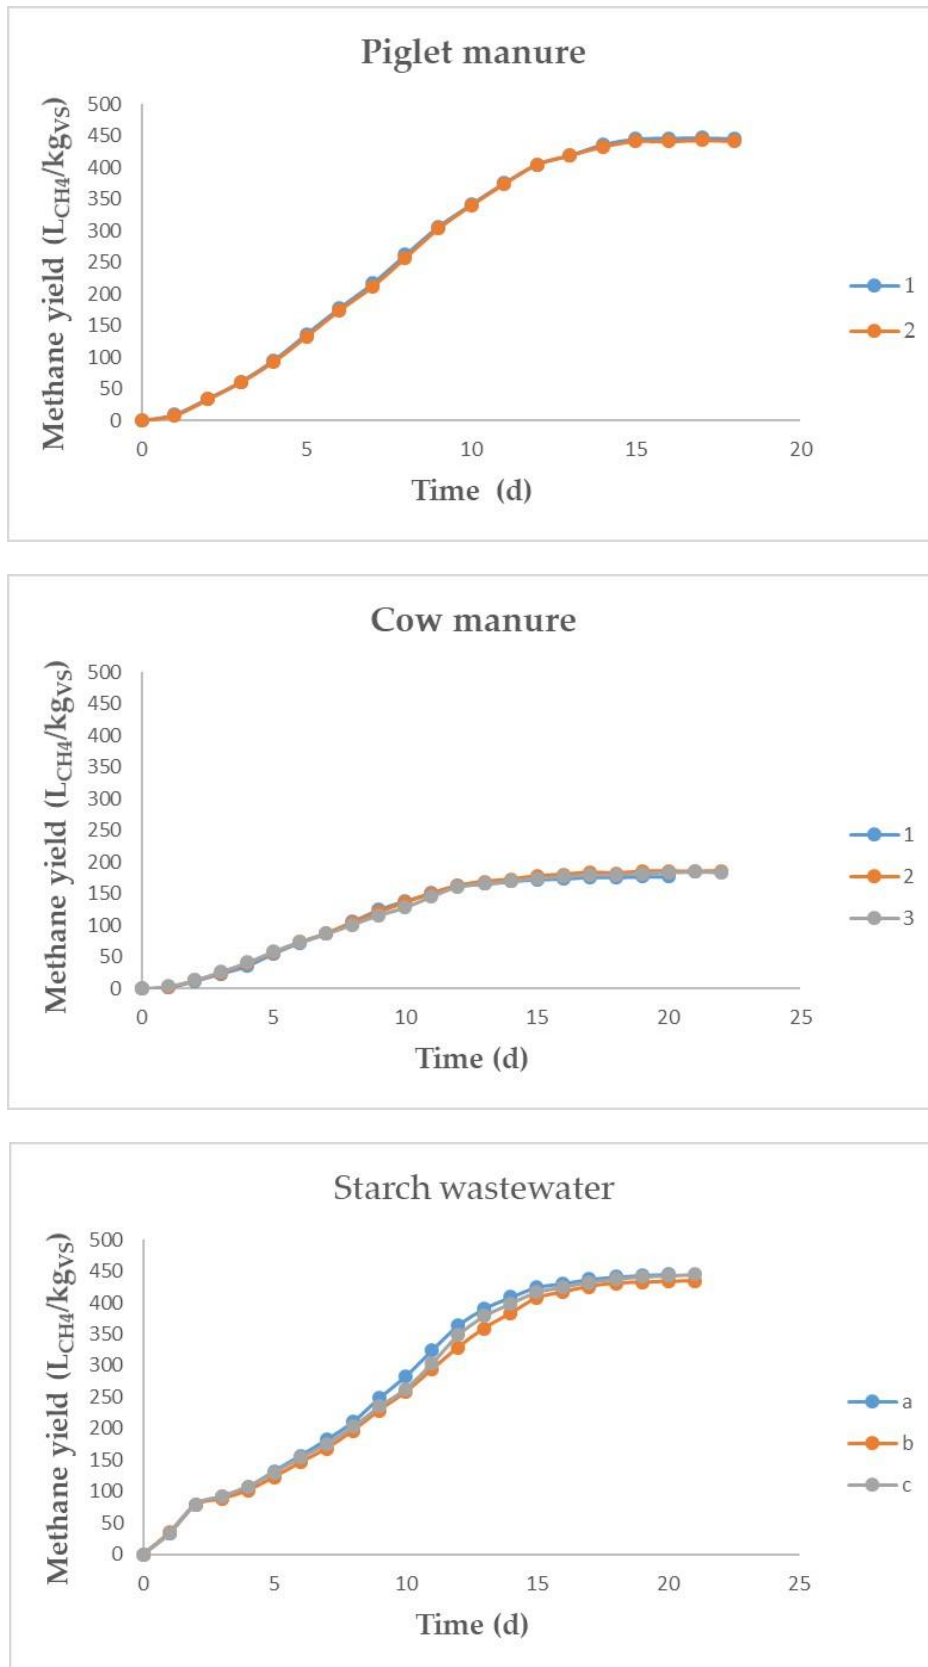 Piglet manure
Methane yield (LCH4/kgVS)
500
450
400
350
300
250
200
150
100
50
0
0 5 10 15 20
Time (d)
1
2
Cow manure
Methane yield (LCH4/kgVS)
500
450
400
350
300
250
200
150
100
50
0
0 5 10 15 20 25
Time (d)
1
2
3
Starch wastewater
Methane yield (LCH4/kgVS)
500
450
400
350
300
250
200
150
100
50
0
0 5 10 15 20 25
Time (d)
a
b
c